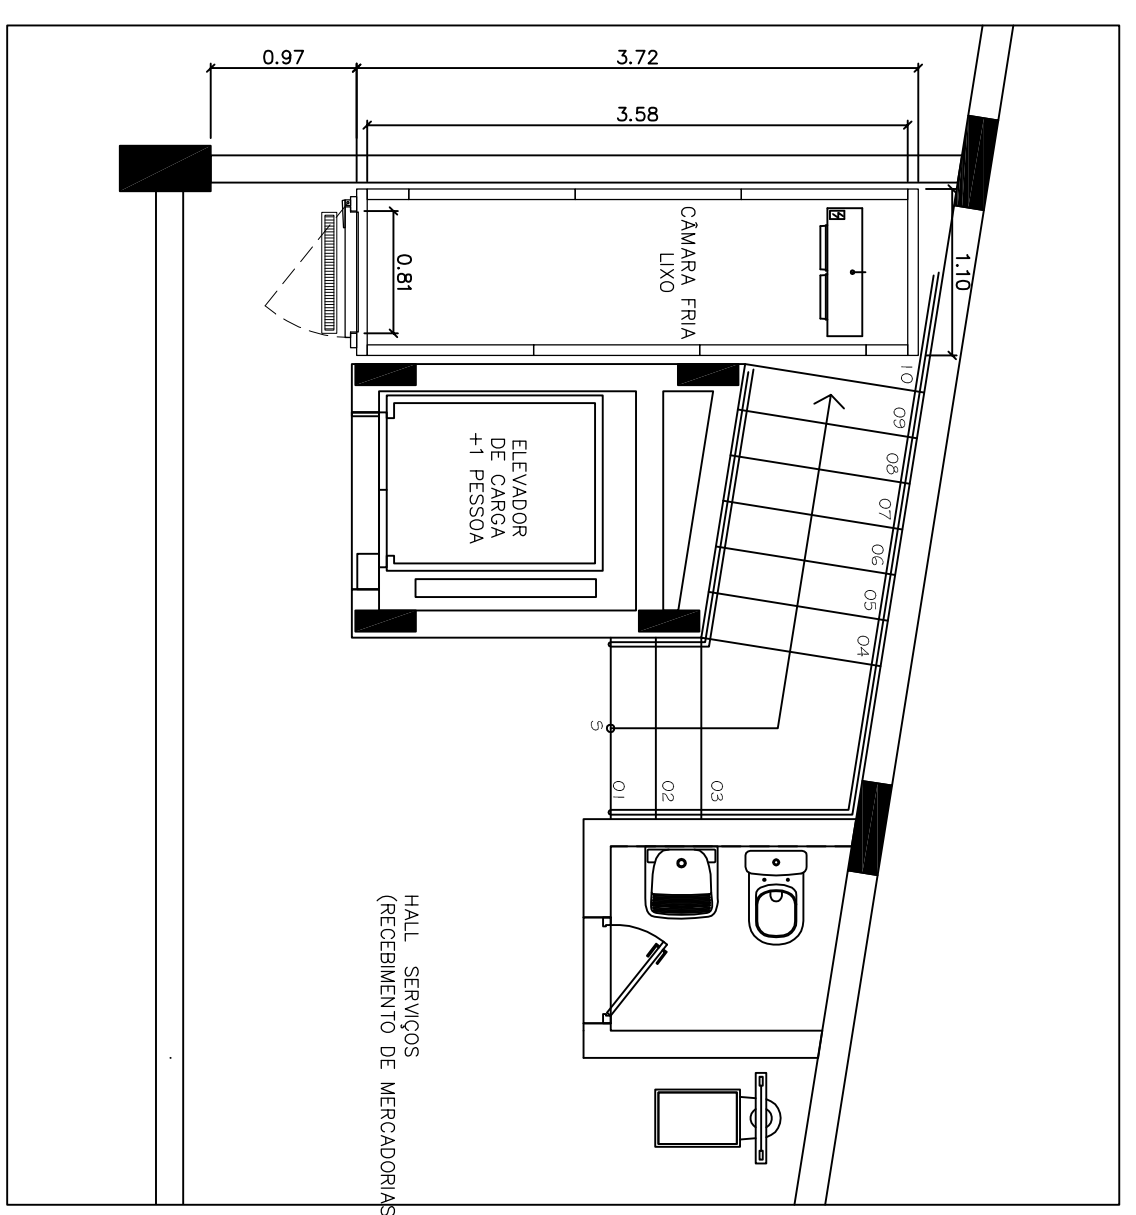 0.97
3.72
3.58
1.10
0.81
CÂMARA FRIA
LIXO
10
09
08
07
06
05
04
ELEVADOR
DE CARGA
+1 PESSOA
S
01
02
03
HALL SERVIÇOS
(RECEBIMENTO DE MERCADORIAS